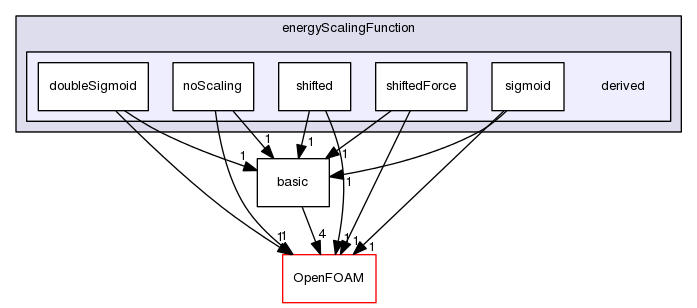 energyScalingFunction
doubleSigmoid
noScaling
shifted
shiftedForce
sigmoid
derived
1
1
1
1
1
basic
4
1
1
1
1
1
OpenFOAM